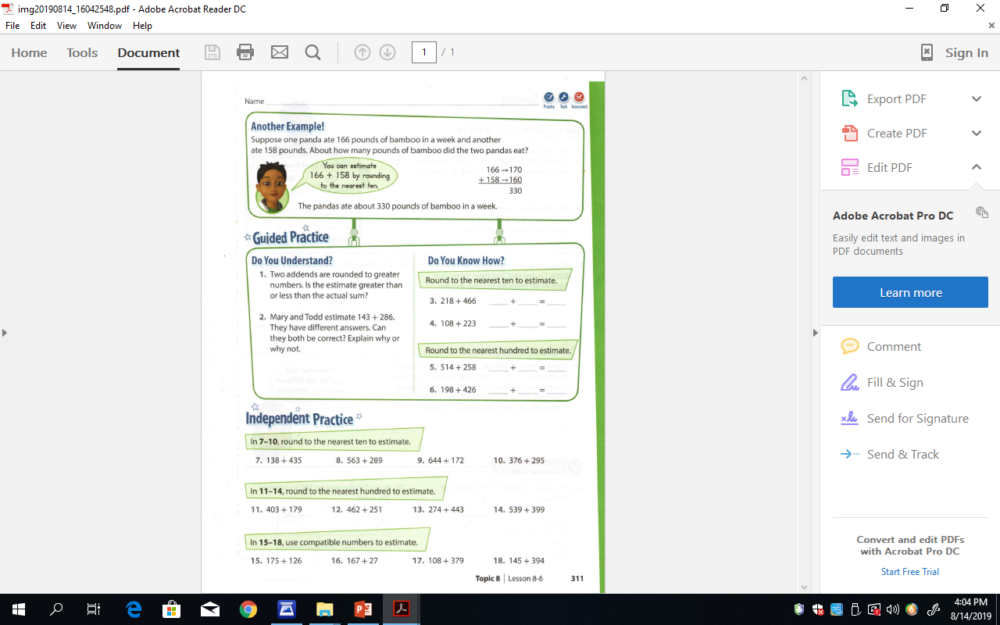 img20190814_16042548.pdf - Adobe Acrobat Reader DC
File Edit View Window Help
Home Tools Document 1 / 1 Sign In
Name
Practice Tools Assessment
Another Example!
Suppose one panda ate 166 pounds of bamboo in a week and another
ate 158 pounds. About how many pounds of bamboo did the two pandas eat?
You can estimate
166 + 158 by rounding
to the nearest ten.
166 →170
+ 158 →160
330
The pandas ate about 330 pounds of bamboo in a week.
Guided Practice
Do You Understand?
1. Two addends are rounded to greater
numbers. Is the estimate greater than
or less than the actual sum?
2. Mary and Todd estimate 143 + 286.
They have different answers. Can
they both be correct? Explain why or
why not.
Do You Know How?
Round to the nearest ten to estimate.
3. 218 + 466 ____ + ____ = ____
4. 108 + 223 ____ + ____ = ____
Round to the nearest hundred to estimate.
5. 514 + 258 ____ + ____ = ____
6. 198 + 426 ____ + ____ = ____
Independent Practice
In 7–10, round to the nearest ten to estimate.
7. 138 + 435 8. 563 + 289 9. 644 + 172 10. 376 + 295
In 11–14, round to the nearest hundred to estimate.
11. 403 + 179 12. 462 + 251 13. 274 + 443 14. 539 + 399
In 15–18, use compatible numbers to estimate.
15. 175 + 126 16. 167 + 27 17. 108 + 379 18. 145 + 394
Topic 8 | Lesson 8-6 311
Export PDF
Create PDF
Edit PDF
Adobe Acrobat Pro DC
Easily edit text and images in
PDF documents
Learn more
Comment
Fill & Sign
Send for Signature
Send & Track
Convert and edit PDFs
with Acrobat Pro DC
Start Free Trial
4:04 PM
8/14/2019